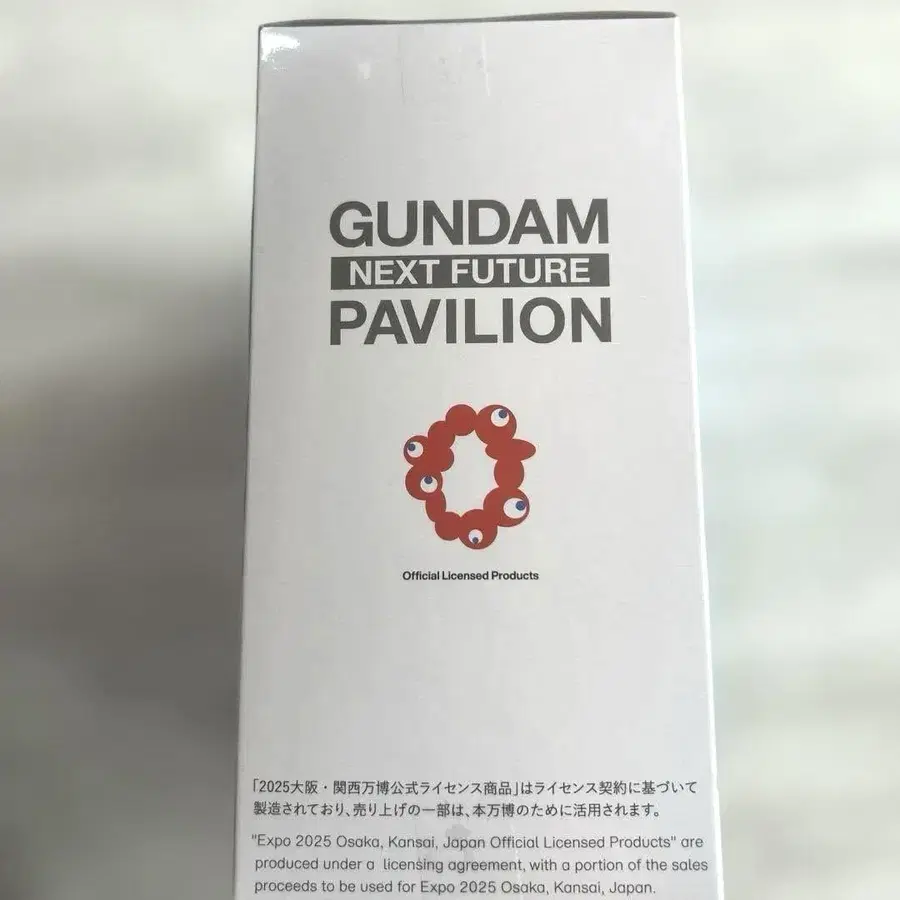 GUNDAM
NEXT FUTURE
PAVILION
Official Licensed Products
「2025大阪・関西万博公式ライセンス商品」はライセンス契約に基づいて
製造されており、売り上げの一部は、本万博のために活用されます。
"Expo 2025 Osaka, Kansai, Japan Official Licensed Products" are
produced under a licensing agreement, with a portion of the sales
proceeds to be used for Expo 2025 Osaka, Kansai, Japan.